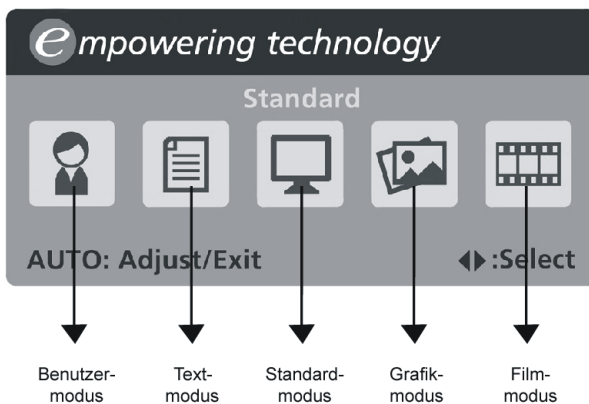 empowering technology
Standard
AUTO: Adjust/Exit :Select
Benutzer- Text- Standard- Grafik- Film-
modus modus modus modus modus